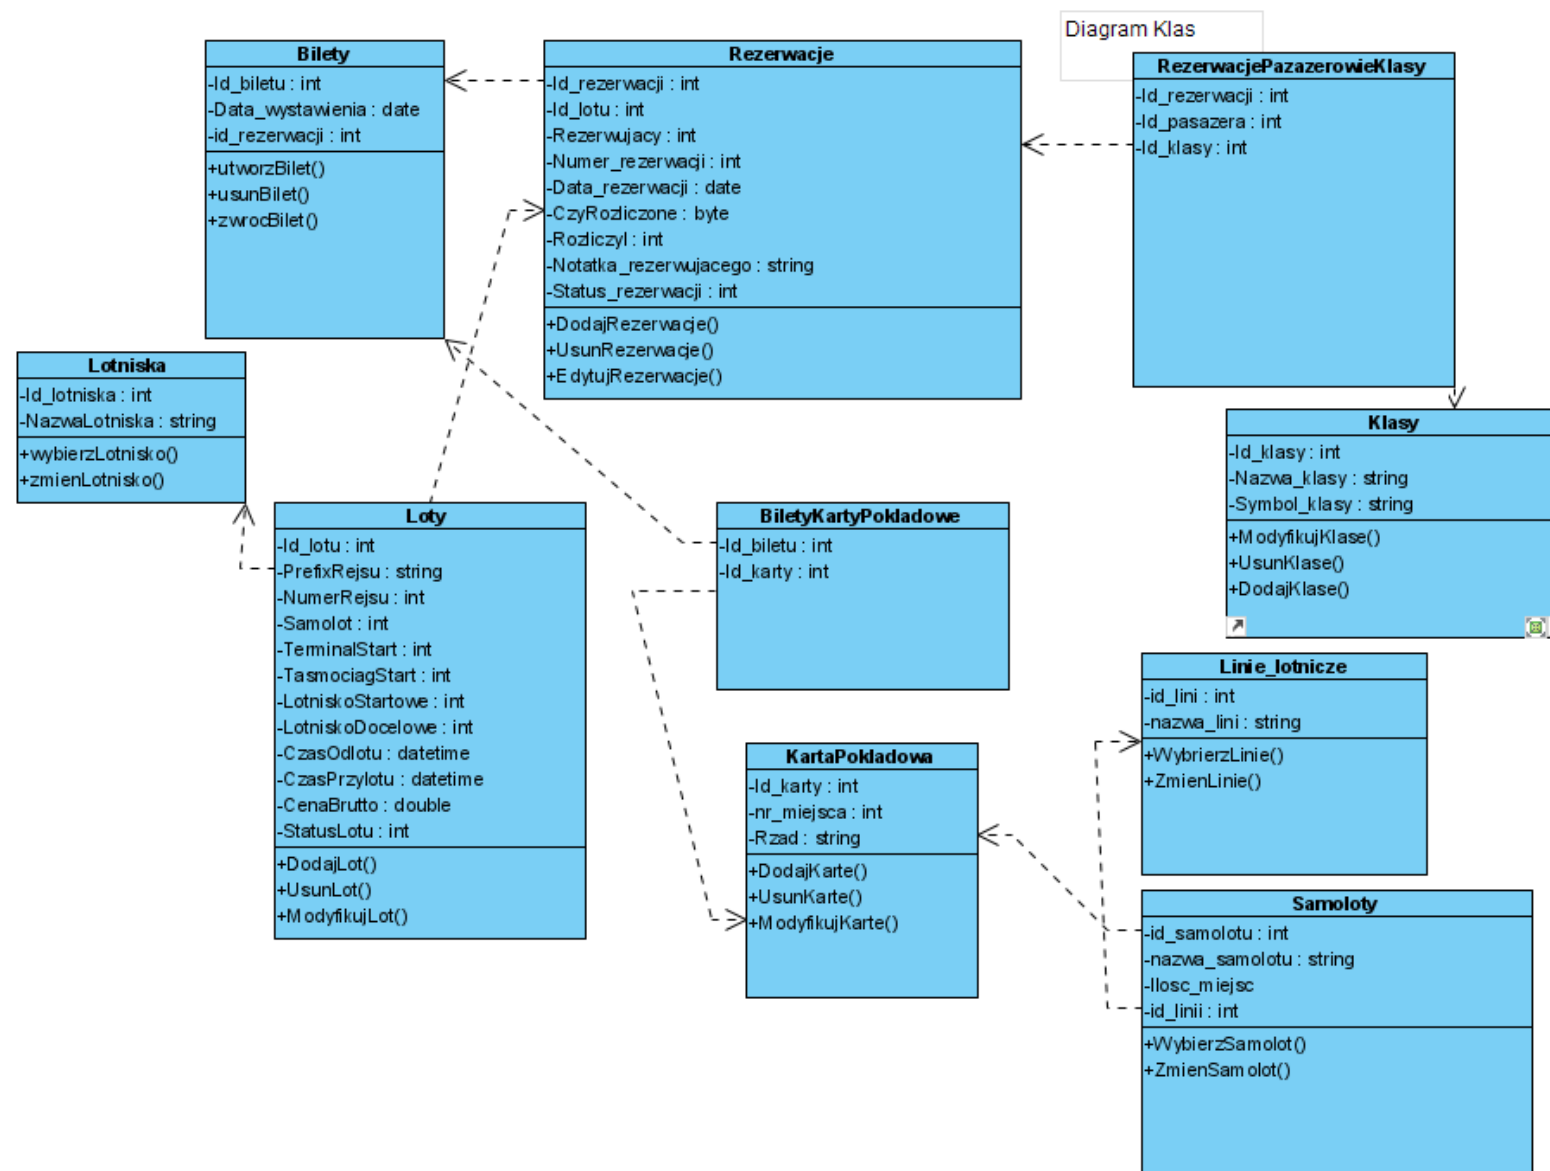 Diagram Klas
Bilety
-Id_biletu : int
-Data_wystawienia : date
-id_rezerwacji : int
+utworzBilet()
+usunBilet()
+zwrocBilet()
Rezerwacje
-Id_rezerwacji : int
-Id_lotu : int
-Rezerwujacy : int
-Numer_rezerwacji : int
-Data_rezerwacji : date
-CzyRozliczone : byte
-Rozliczyl : int
-Notatka_rezerwujacego : string
-Status_rezerwacji : int
+DodajRezerwacje()
+UsunRezerwacje()
+EdytujRezerwacje()
RezerwacjePazazerowieKlasy
-Id_rezerwacji : int
-Id_pasazera : int
-Id_klasy : int
Lotniska
-Id_lotniska : int
-NazwaLotniska : string
+wybierzLotnisko()
+zmienLotnisko()
Klasy
-Id_klasy : int
-Nazwa_klasy : string
-Symbol_klasy : string
+ModyfikujKlase()
+UsunKlase()
+DodajKlase()
Loty
-Id_lotu : int
-PrefixRejsu : string
-NumerRejsu : int
-Samolot : int
-TerminalStart : int
-TasmociagStart : int
-LotniskoStartowe : int
-LotniskoDocelowe : int
-CzasOdlotu : datetime
-CzasPrzylotu : datetime
-CenaBrutto : double
-StatusLotu : int
+DodajLot()
+UsunLot()
+ModyfikujLot()
BiletyKartyPokladowe
-Id_biletu : int
-Id_karty : int
Linie_lotnicze
-id_lini : int
-nazwa_lini : string
+WybrierzLinie()
+ZmienLinie()
KartaPokladowa
-Id_karty : int
-nr_miejsca : int
-Rzad : string
+DodajKarte()
+UsunKarte()
+ModyfikujKarte()
Samoloty
-id_samolotu : int
-nazwa_samolotu : string
-Ilosc_miejsc
-id_linii : int
+WybierzSamolot()
+ZmienSamolot()